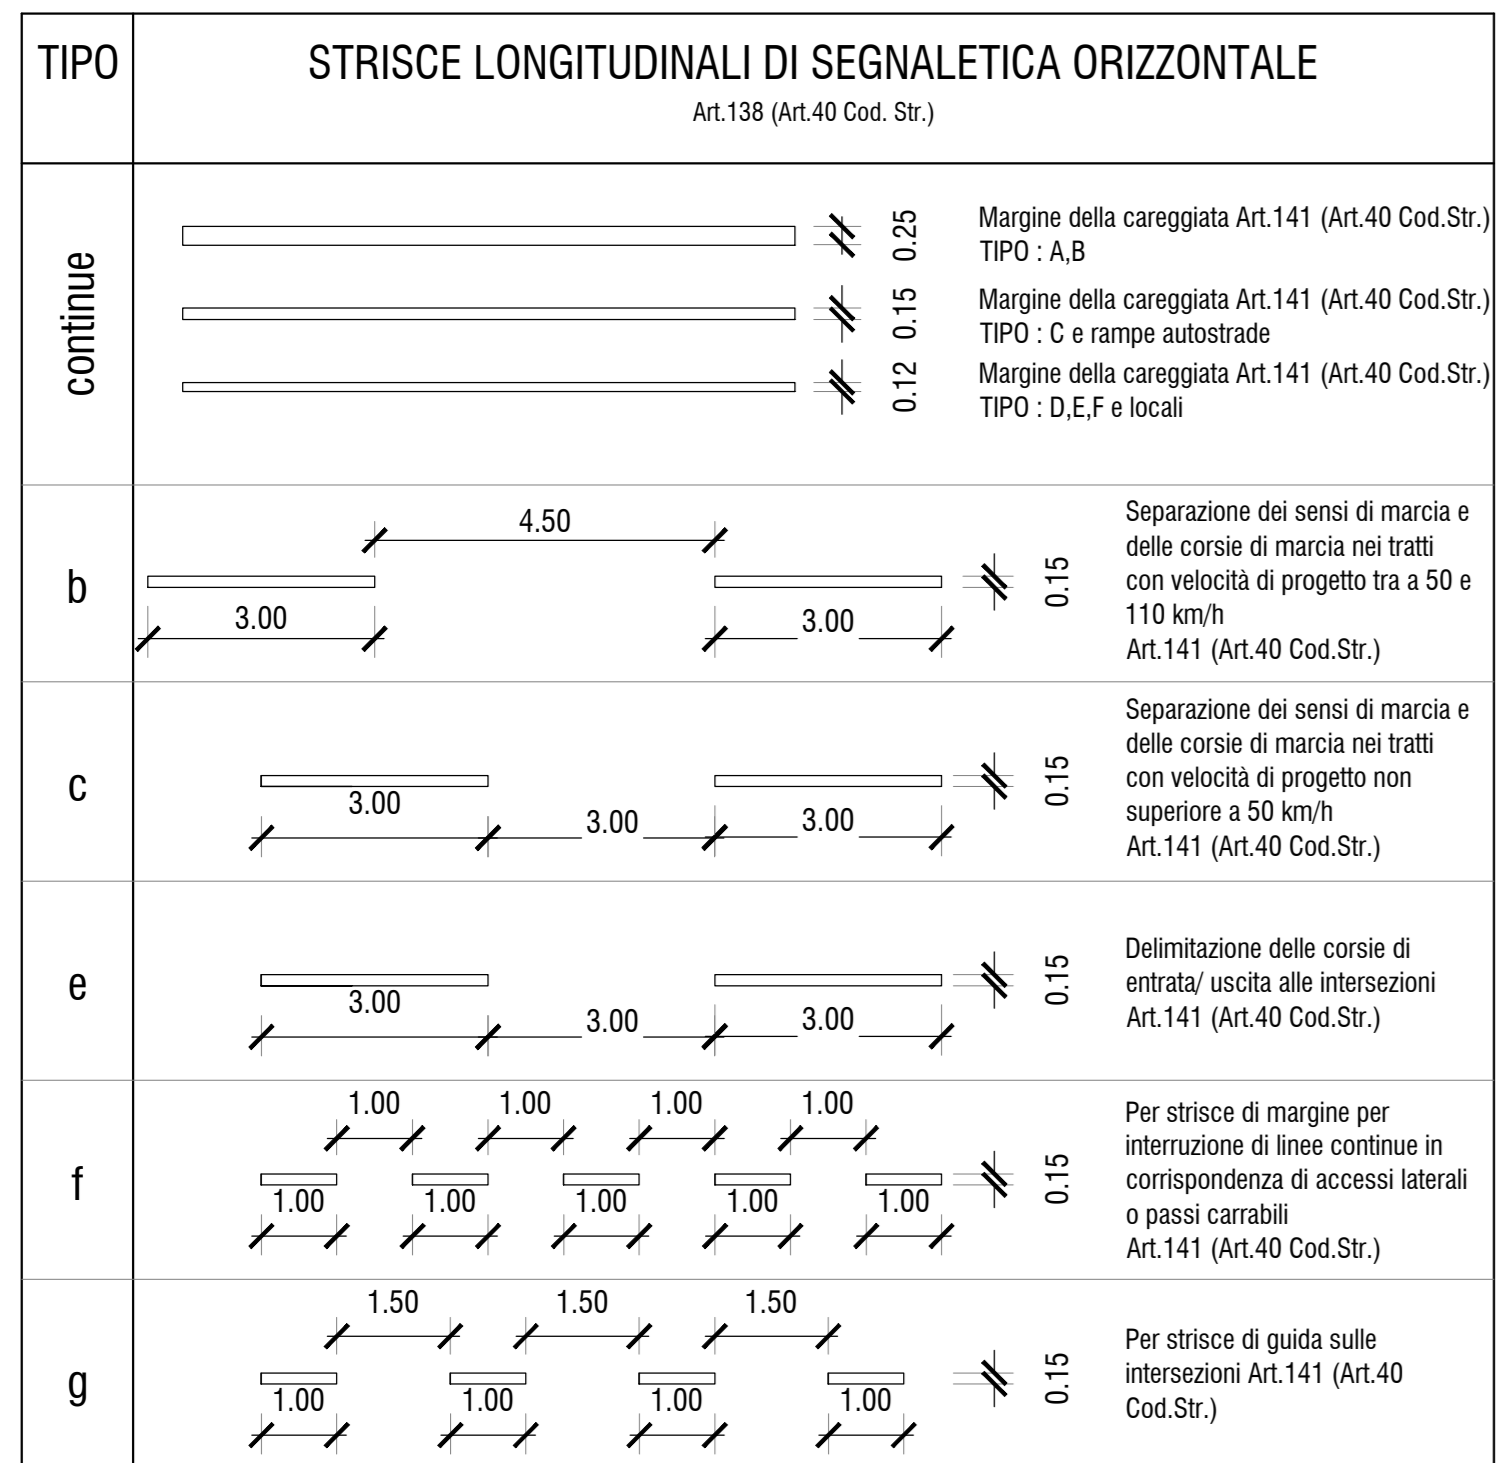 TIPO
STRISCE LONGITUDINALI DI SEGNALETICA ORIZZONTALE
Art.138 (Art.40 Cod. Str.)
continue
0.25
Margine della careggiata Art.141 (Art.40 Cod.Str.)
TIPO : A,B
0.15
Margine della careggiata Art.141 (Art.40 Cod.Str.)
TIPO : C e rampe autostrade
0.12
Margine della careggiata Art.141 (Art.40 Cod.Str.)
TIPO : D,E,F e locali
b
4.50
3.00
3.00
0.15
Separazione dei sensi di marcia e
delle corsie di marcia nei tratti
con velocità di progetto tra a 50 e
110 km/h
Art.141 (Art.40 Cod.Str.)
c
3.00
3.00
3.00
0.15
Separazione dei sensi di marcia e
delle corsie di marcia nei tratti
con velocità di progetto non
superiore a 50 km/h
Art.141 (Art.40 Cod.Str.)
e
3.00
3.00
3.00
0.15
Delimitazione delle corsie di
entrata/ uscita alle intersezioni
Art.141 (Art.40 Cod.Str.)
f
1.00 1.00 1.00 1.00
1.00 1.00 1.00 1.00 1.00
0.15
Per strisce di margine per
interruzione di linee continue in
corrispondenza di accessi laterali
o passi carrabili
Art.141 (Art.40 Cod.Str.)
g
1.50 1.50 1.50
1.00 1.00 1.00 1.00
0.15
Per strisce di guida sulle
intersezioni Art.141 (Art.40
Cod.Str.)